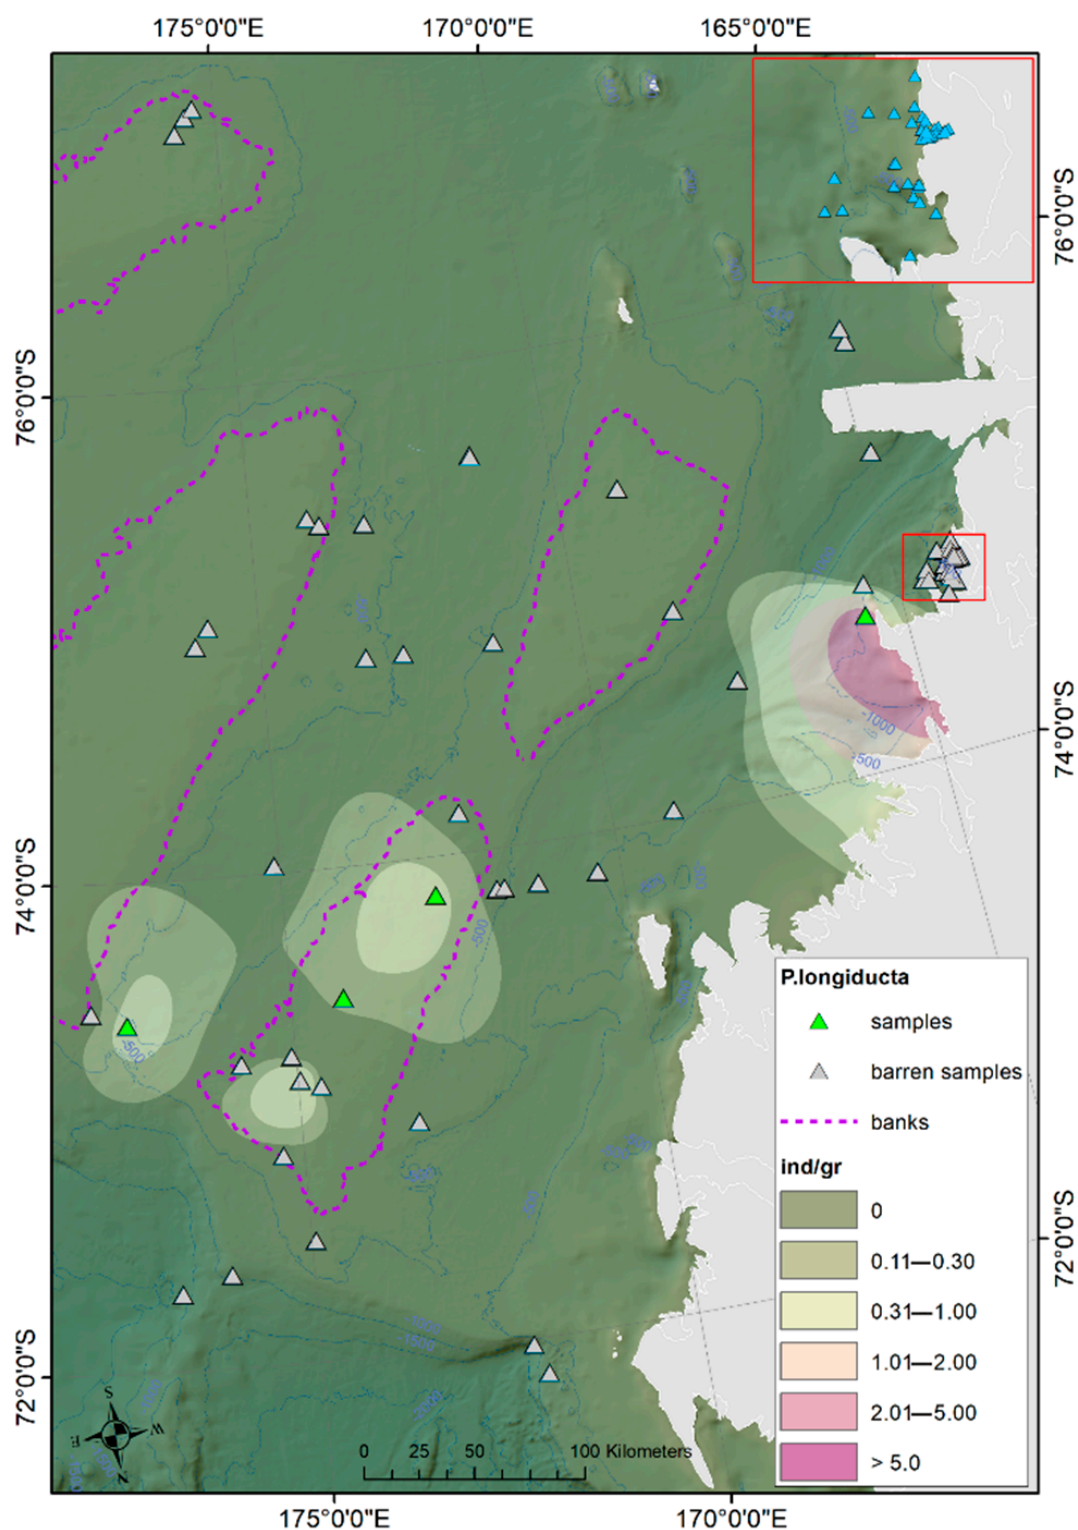 175°0'0"E
170°0'0"E
165°0'0"E
76°0'0"S
76°0'0"S
74°0'0"S
74°0'0"S
72°0'0"S
72°0'0"S
-1000
-500
-500
-500
-500
-1000
-1500
P.longiducta
samples
barren samples
banks
ind/gr
0
0.11—0.30
0.31—1.00
1.01—2.00
2.01—5.00
> 5.0
S
W
E
N
0 25 50 100 Kilometers
175°0'0"E
170°0'0"E